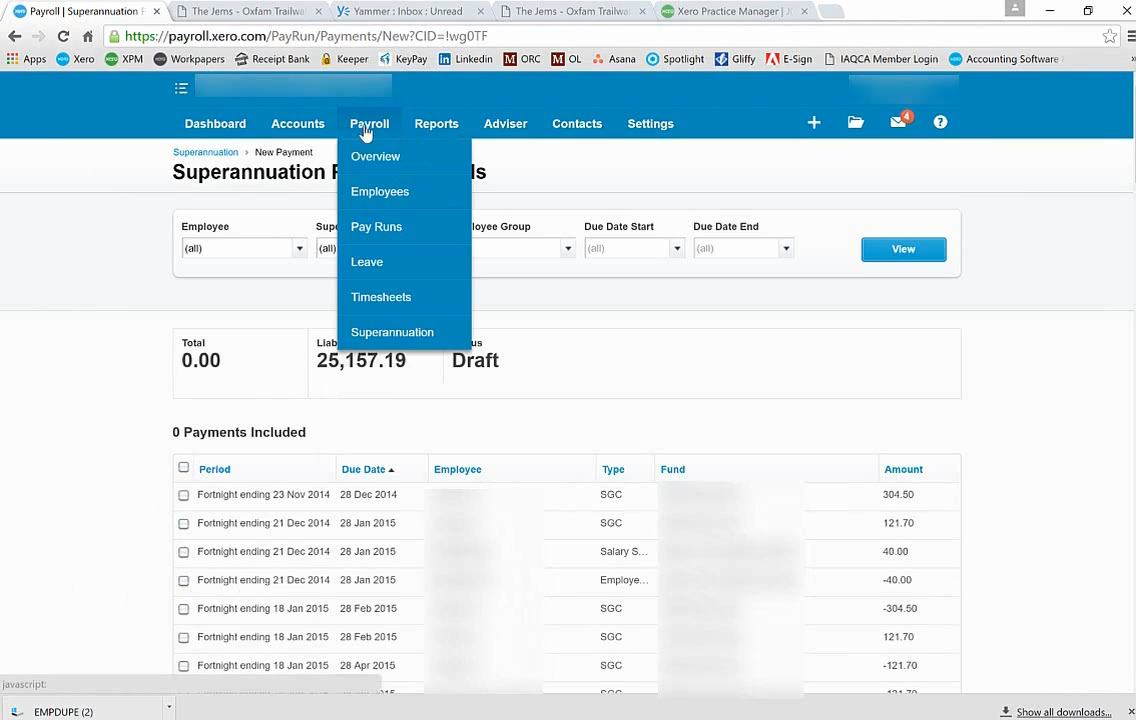 Payroll | Superannuation F
The Jems - Oxfam Trailwa
Yammer : Inbox : Unread
The Jems - Oxfam Trailwa
Xero Practice Manager | J
https://payroll.xero.com/PayRun/Payments/New?CID=!wg0TF
Apps Xero XPM Workpapers Receipt Bank Keeper KeyPay Linkedin ORC OL Asana Spotlight Gliffy E-Sign IAQCA Member Login Accounting Software
Dashboard Accounts Payroll Reports Adviser Contacts Settings 4
Superannuation › New Payment
Superannuation
Overview
Employees
Pay Runs
Leave
Timesheets
Superannuation
Employee Due Date Start Due Date End
(all) (all) (all) (all) View
Total
0.00
25,157.19
Draft
0 Payments Included
Period Due Date Employee Type Fund Amount
Fortnight ending 23 Nov 2014 28 Dec 2014 SGC 304.50
Fortnight ending 21 Dec 2014 28 Jan 2015 SGC 121.70
Fortnight ending 21 Dec 2014 28 Jan 2015 Salary S... 40.00
Fortnight ending 21 Dec 2014 28 Jan 2015 Employe... -40.00
Fortnight ending 18 Jan 2015 28 Feb 2015 SGC -304.50
Fortnight ending 18 Jan 2015 28 Feb 2015 SGC 121.70
Fortnight ending 18 Jan 2015 28 Apr 2015 SGC -121.70
javascript:
EMPDUPE (2)
Show all downloads...